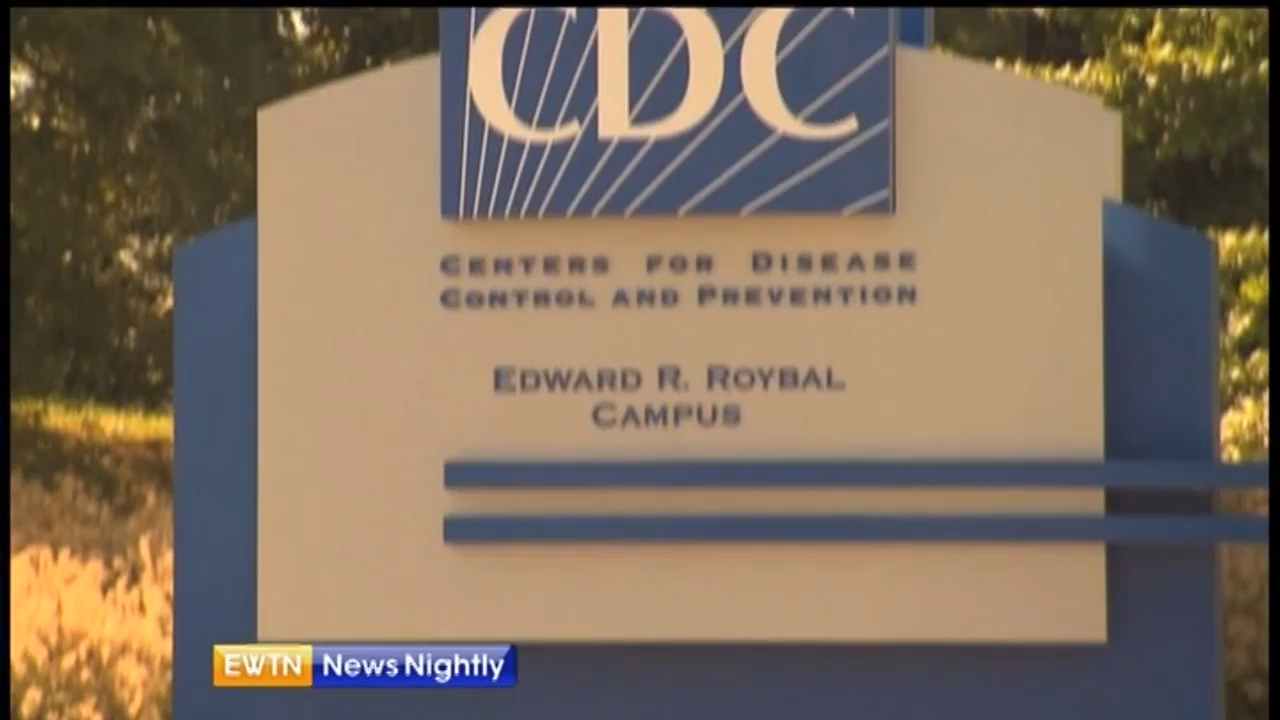 CDC
CENTERS FOR DISEASE
CONTROL AND PREVENTION
EDWARD R. ROYBAL
CAMPUS
EWTN News Nightly